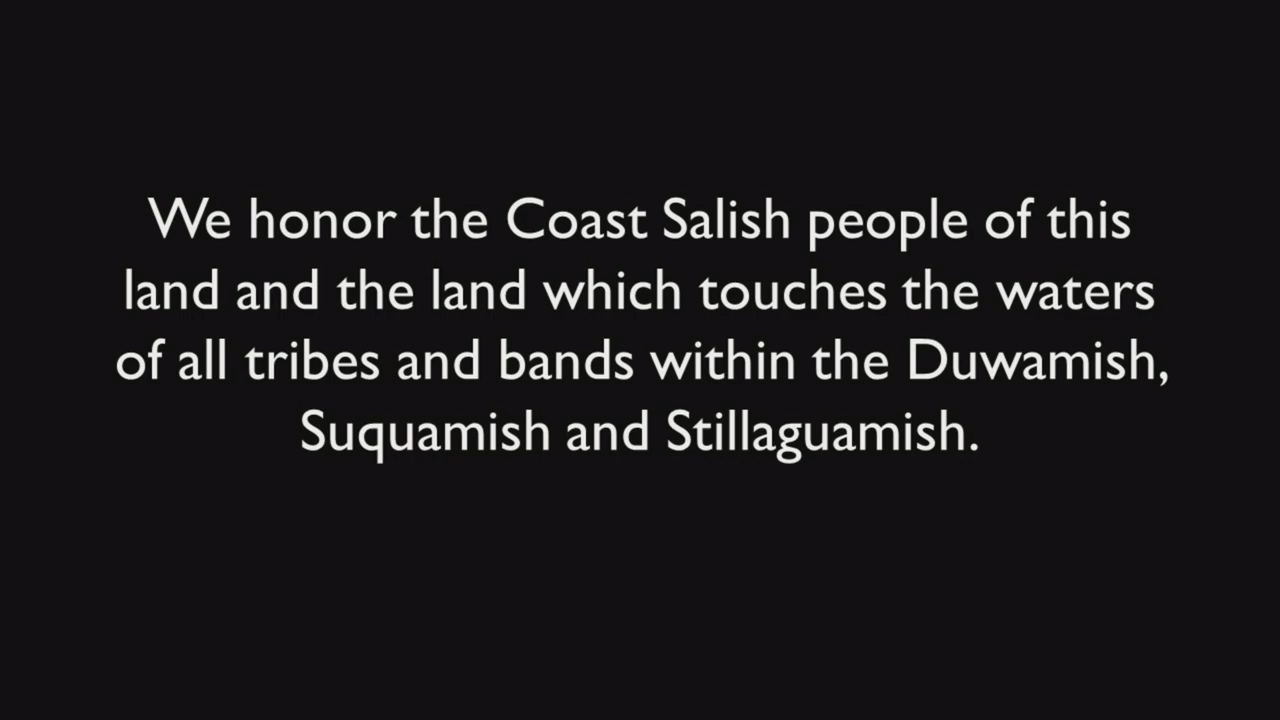 We honor the Coast Salish people of this
land and the land which touches the waters
of all tribes and bands within the Duwamish,
Suquamish and Stillaguamish.